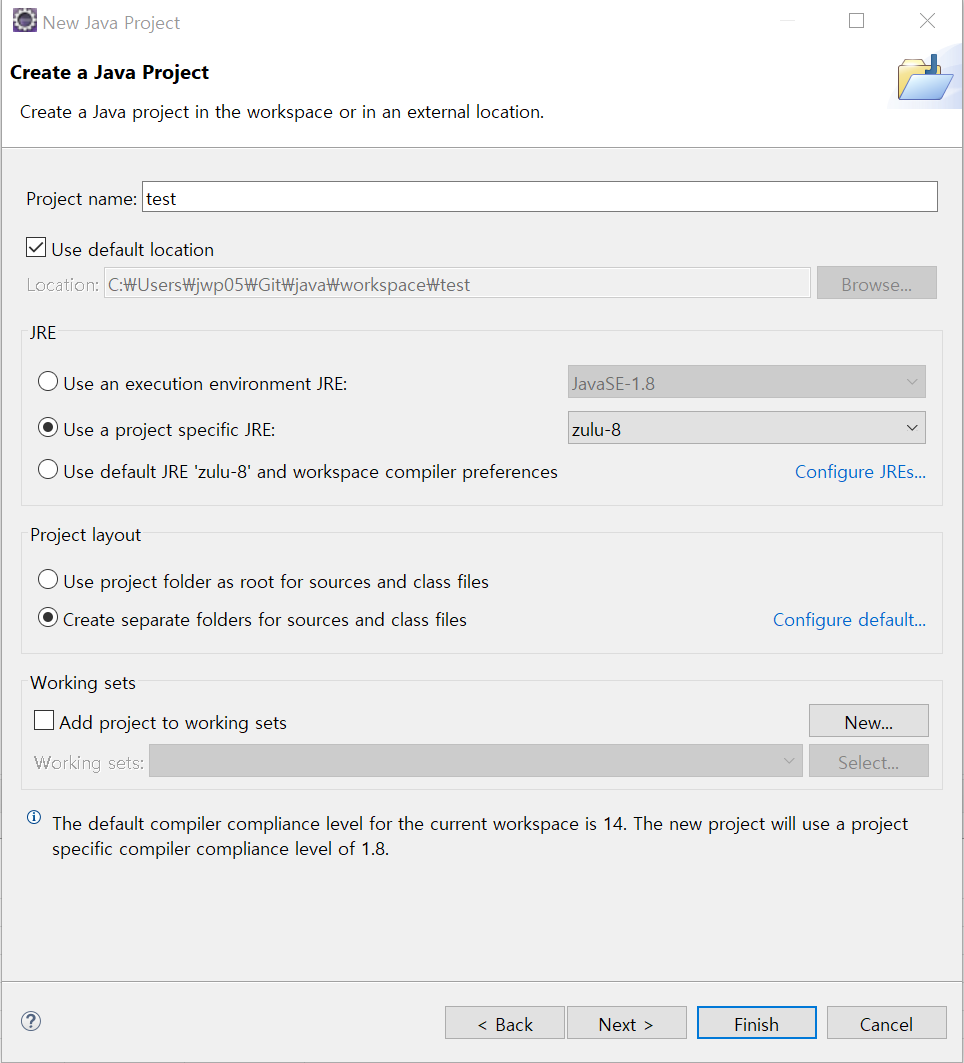 New Java Project
Create a Java Project
Create a Java project in the workspace or in an external location.
Project name: test
Use default location
Location: C:₩Users₩jwp05₩Git₩java₩workspace₩test Browse...
JRE
Use an execution environment JRE: JavaSE-1.8
Use a project specific JRE: zulu-8
Use default JRE 'zulu-8' and workspace compiler preferences Configure JREs...
Project layout
Use project folder as root for sources and class files
Create separate folders for sources and class files Configure default...
Working sets
Add project to working sets New...
Working sets: Select...
The default compiler compliance level for the current workspace is 14. The new project will use a project
specific compiler compliance level of 1.8.
< Back Next > Finish Cancel